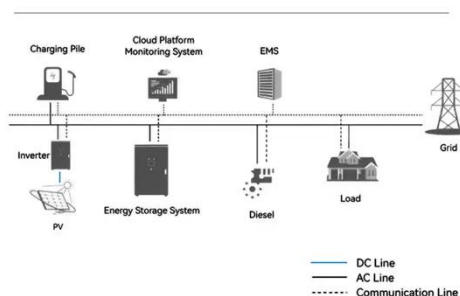 Charging Pile
Cloud Platform
Monitoring System
EMS
Grid
Inverter
PV
Energy Storage System
Diesel
Load
DC Line
AC Line
Communication Line